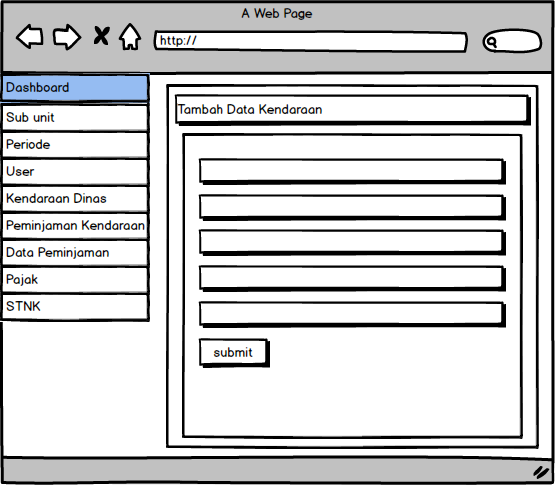 A Web Page
http://
Dashboard
Sub unit
Periode
User
Kendaraan Dinas
Peminjaman Kendaraan
Data Peminjaman
Pajak
STNK
Tambah Data Kendaraan
submit